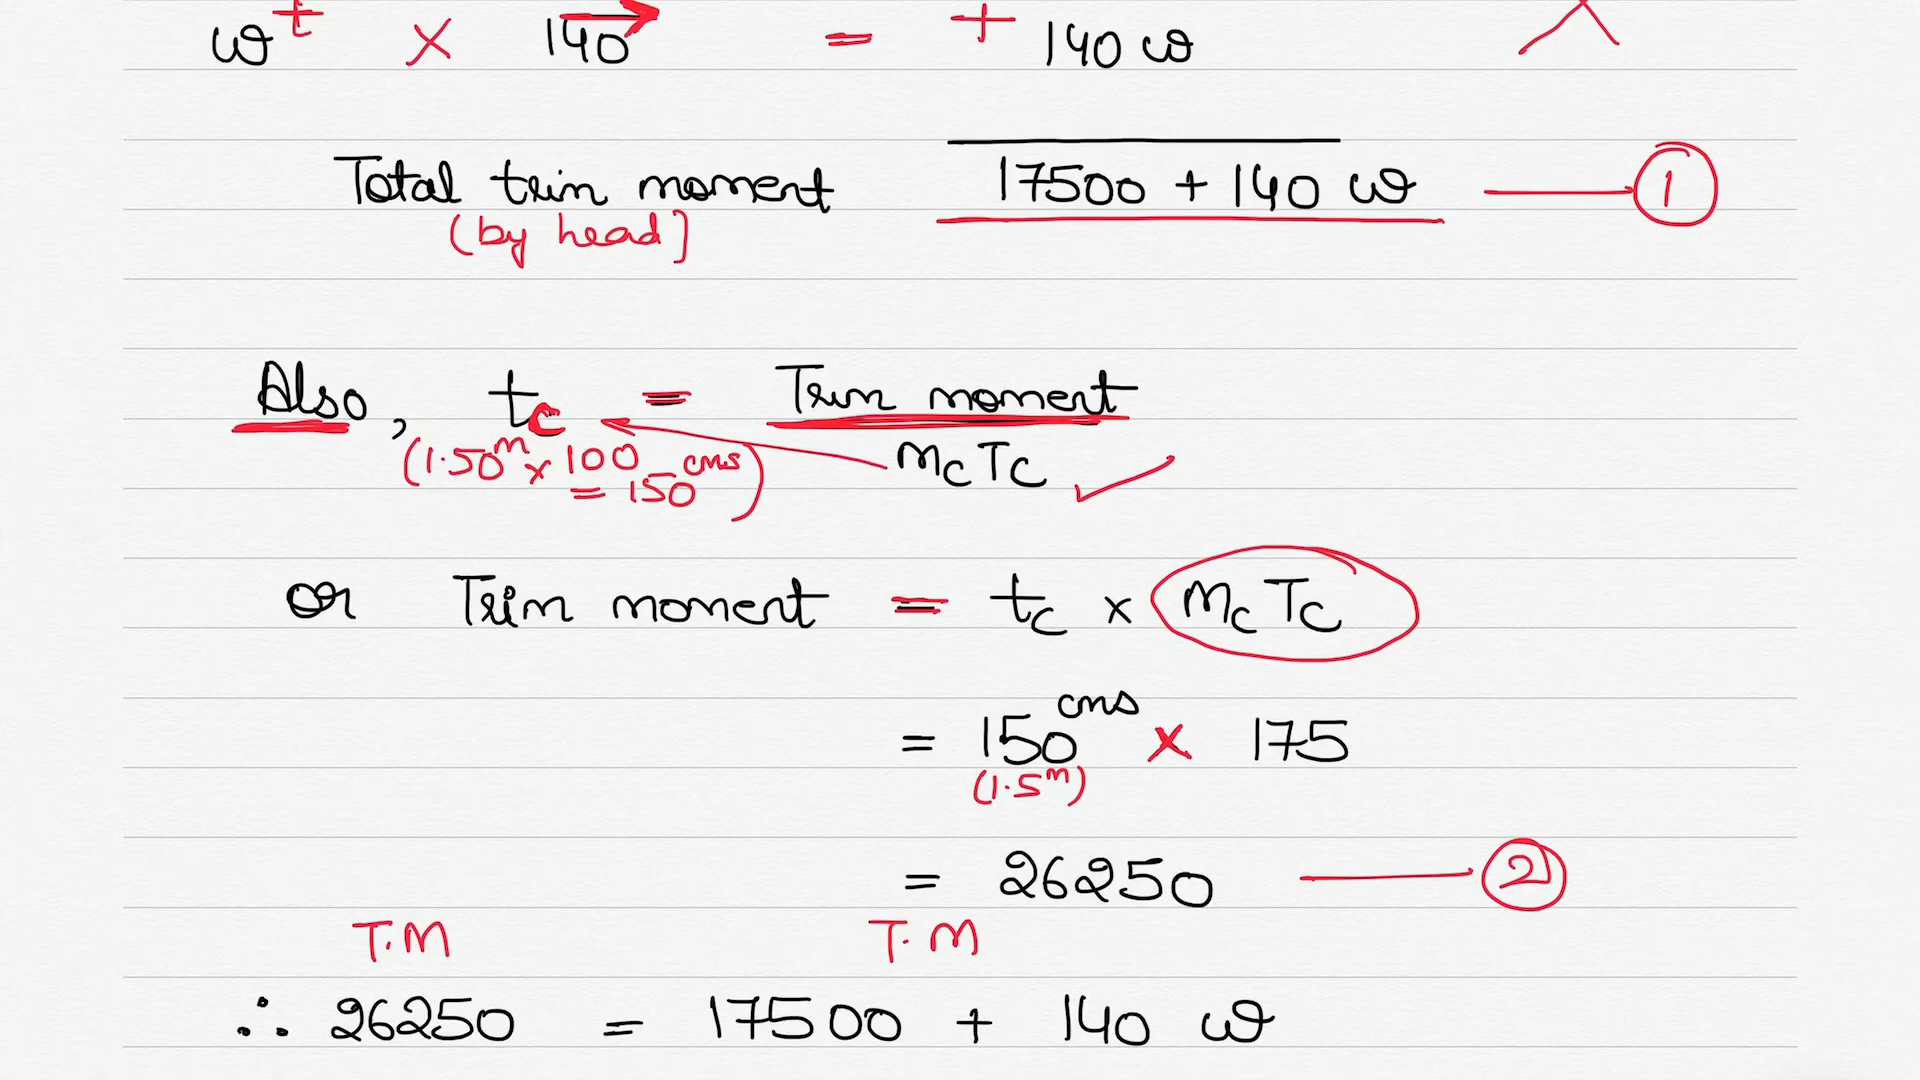 w t × 140 = + 140 w
Total trim moment 17500 + 140 w 1
(by head)
Also, tc = Trim moment
(1.50 m × 100 = 150 cms) MCTC ✓
or Trim moment = tc × MCTC
= 150 cms × 175
(1.5 m)
= 26250 2
T.M T.M
∴ 26250 = 17500 + 140 w